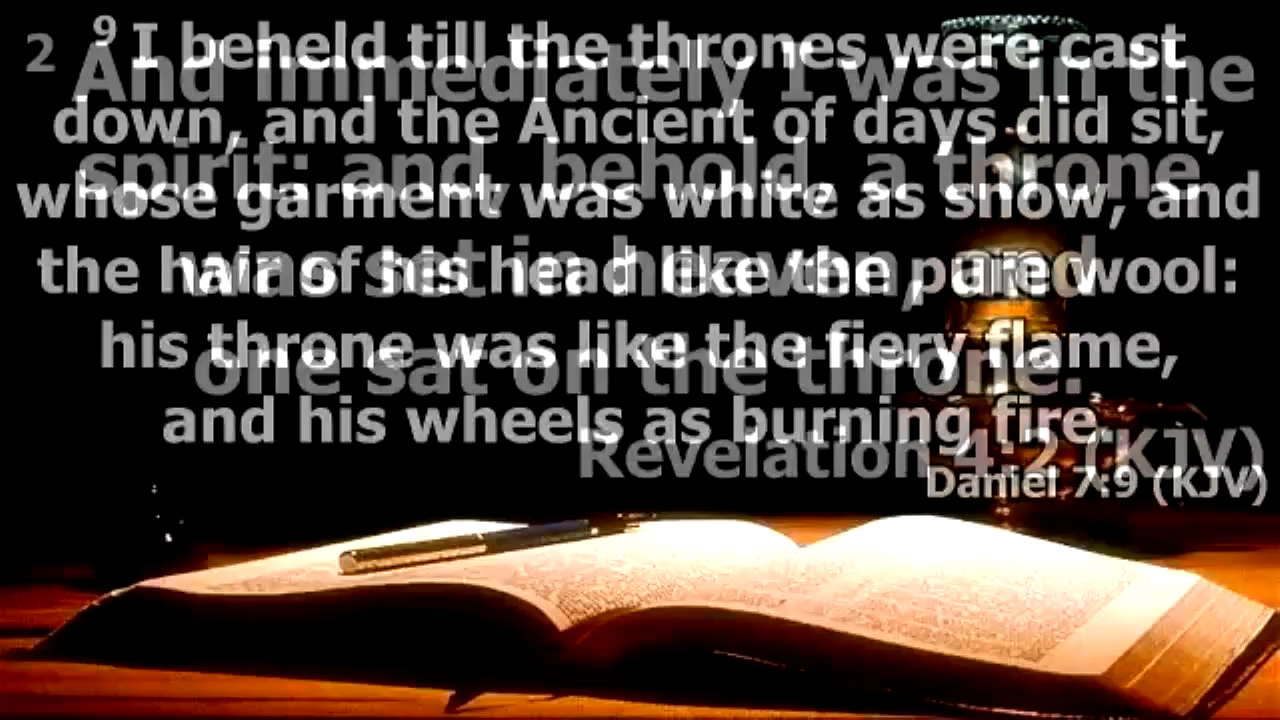 9 I beheld till the thrones were cast
down, and the Ancient of days did sit,
whose garment was white as snow, and
the hair of his head like the pure wool:
his throne was like the fiery flame,
and his wheels as burning fire.
Daniel 7:9 (KJV)
2 And immediately I was in the
spirit: and, behold, a throne
was set in heaven, and
one sat on the throne.
Revelation 4:2 (KJV)